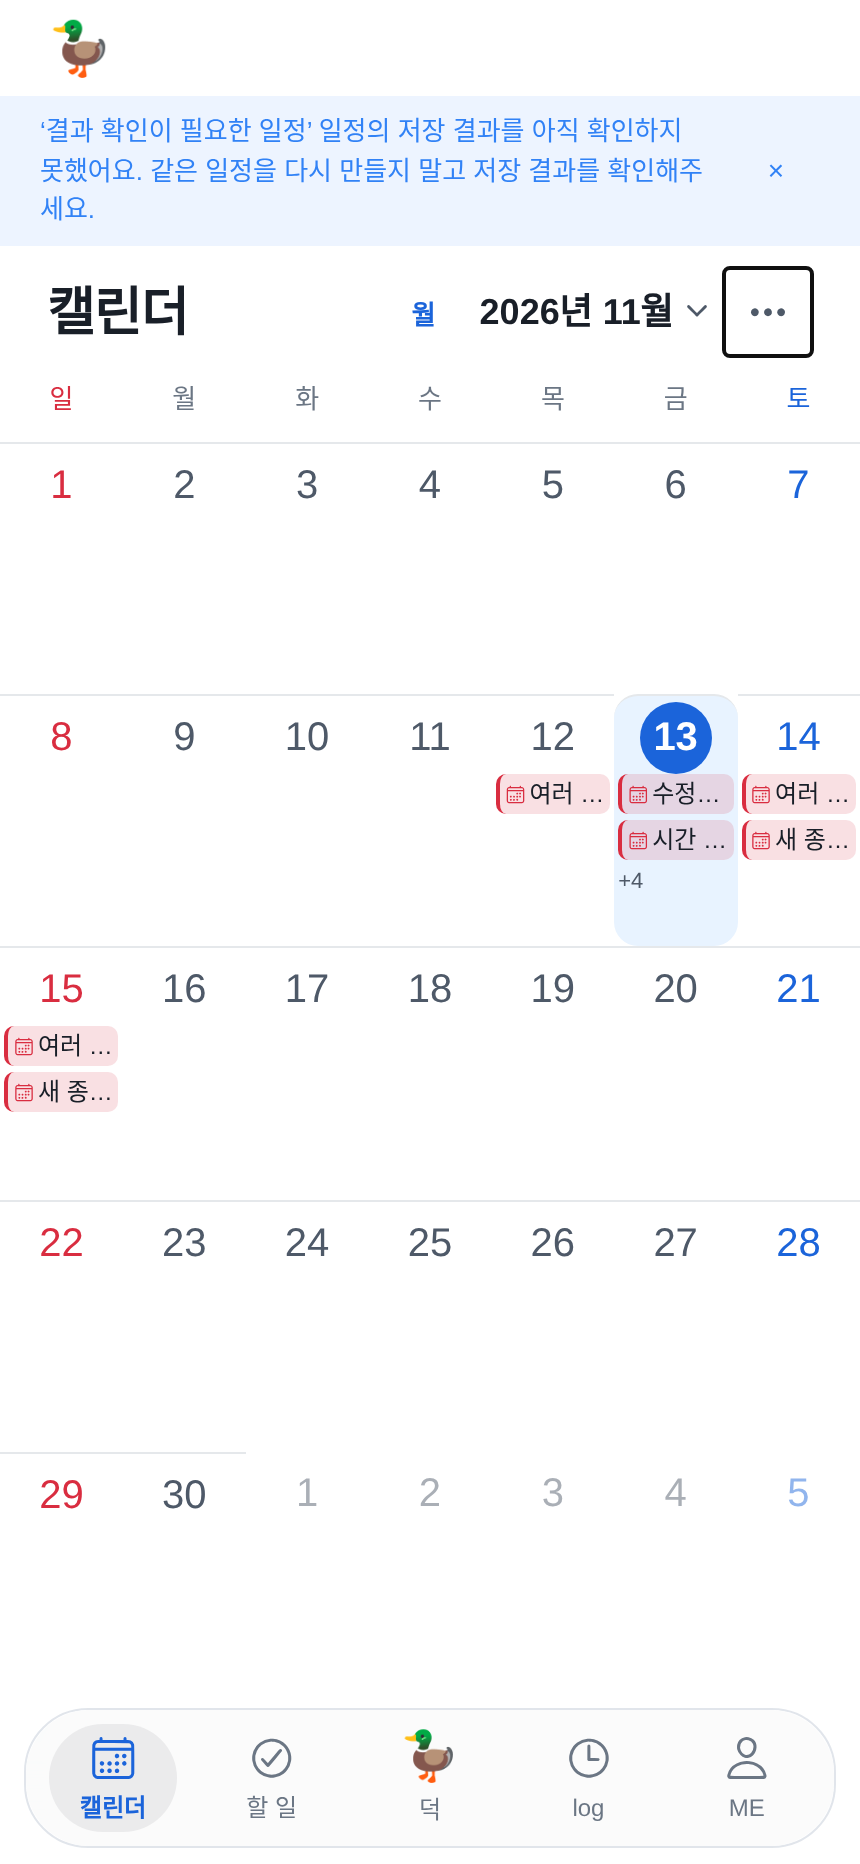 ‘결과 확인이 필요한 일정’ 일정의 저장 결과를 아직 확인하지
못했어요. 같은 일정을 다시 만들지 말고 저장 결과를 확인해주
세요.
×
캘린더 월 2026년 11월
일 월 화 수 목 금 토
1 2 3 4 5 6 7
8 9 10 11 12 13 14
여러 … 수정… 여러 …
시간 … 새 종…
+4
15 16 17 18 19 20 21
여러 …
새 종…
22 23 24 25 26 27 28
29 30 1 2 3 4 5
캘린더 할 일 덕 log ME